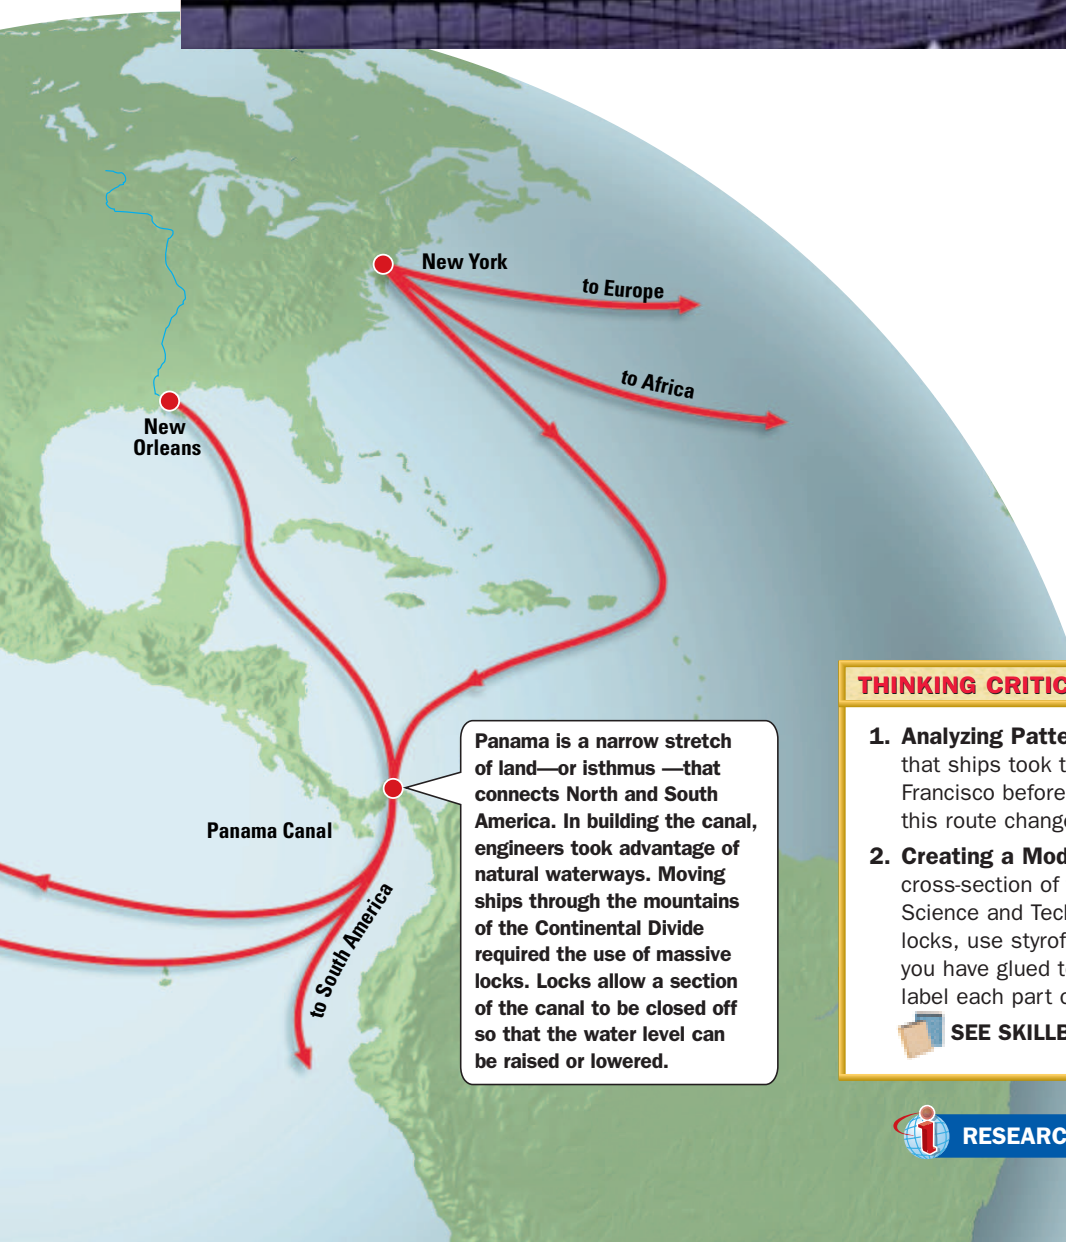 New York
to Europe
to Africa
New
Orleans
Panama Canal
to South America
Panama is a narrow stretch
of land—or isthmus —that
connects North and South
America. In building the canal,
engineers took advantage of
natural waterways. Moving
ships through the mountains
of the Continental Divide
required the use of massive
locks. Locks allow a section
of the canal to be closed off
so that the water level can
be raised or lowered.
THINKING CRITIC
1. Analyzing Patte
that ships took t
Francisco before
this route change
2. Creating a Mod
cross-section of
Science and Tech
locks, use styrof
you have glued t
label each part o
SEE SKILLB
RESEARC